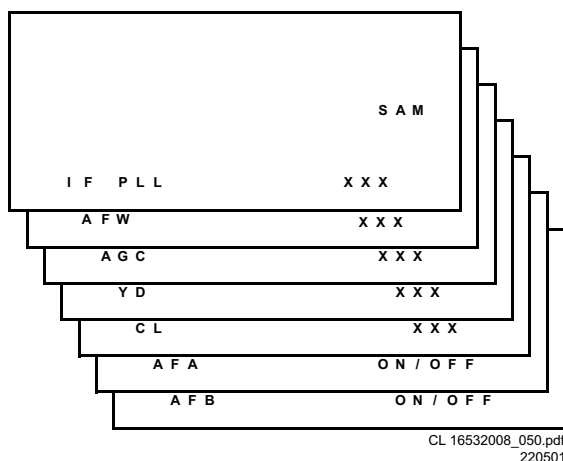 SAM
IF PLL XXX
AFW XXX
AGC XXX
YD XXX
CL XXX
AFA ON/OFF
AFB ON/OFF
CL 16532008_050.pdf
220501